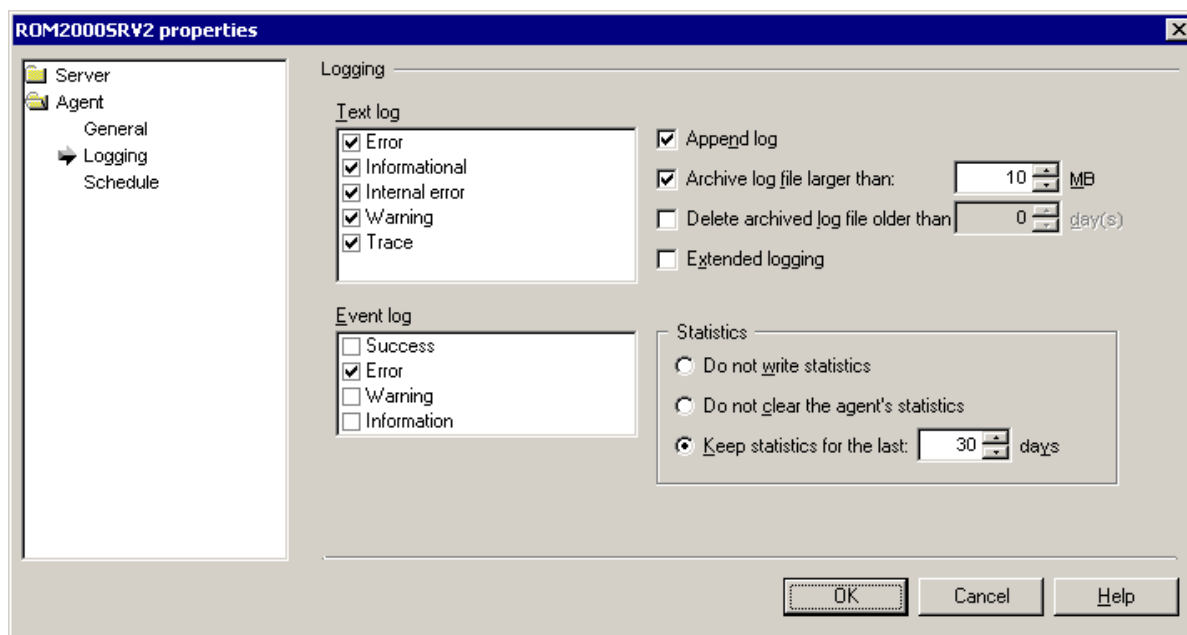 ROM2000SRV2 properties
Server
Agent
General
Logging
Schedule
Logging
Text log
Error
Informational
Internal error
Warning
Trace
Append log
Archive log file larger than: 10 MB
Delete archived log file older than 0 day(s)
Extended logging
Event log
Success
Error
Warning
Information
Statistics
Do not write statistics
Do not clear the agent's statistics
Keep statistics for the last: 30 days
OK Cancel Help